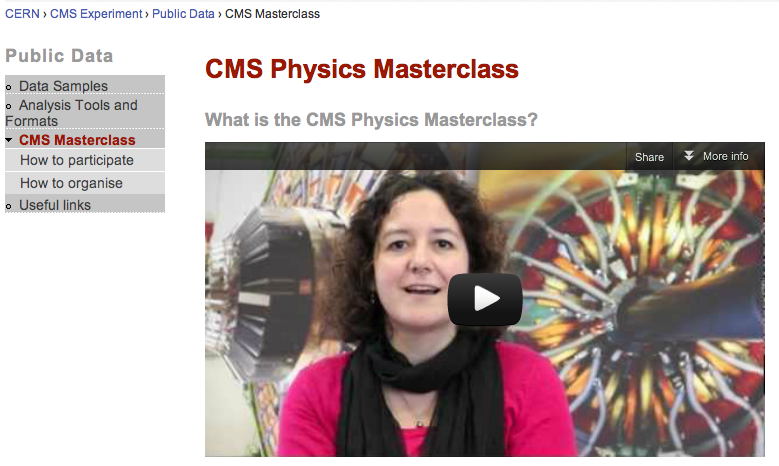 CERN › CMS Experiment › Public Data › CMS Masterclass
Public Data
Data Samples
Analysis Tools and
Formats
CMS Masterclass
How to participate
How to organise
Useful links
CMS Physics Masterclass
What is the CMS Physics Masterclass?
Share
More info